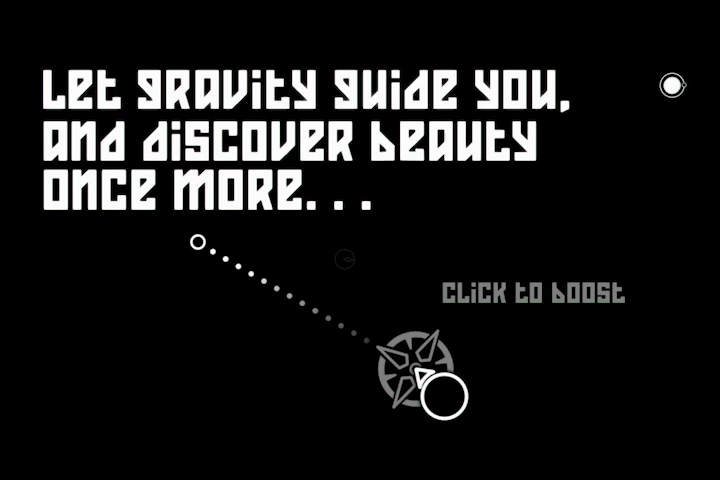 Let gravity guide you,
and discover beauty
once more...
click to boost